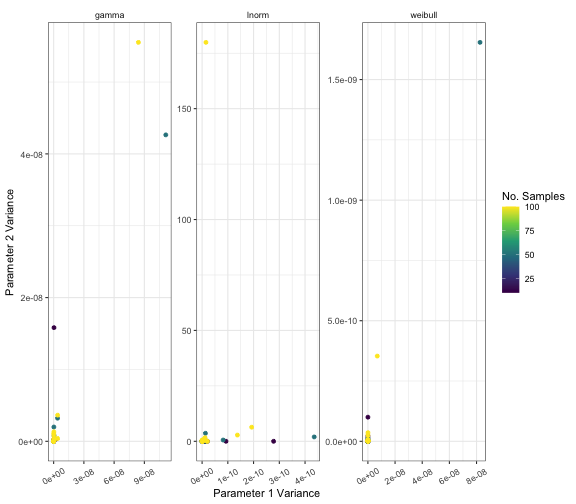 gamma
lnorm
weibull
Parameter 2 Variance
4e-08
2e-08
0e+00
150
100
50
0
1.5e-09
1.0e-09
5.0e-10
0.0e+00
0e+00
3e-08
6e-08
9e-08
0e+00
1e-10
2e-10
3e-10
4e-10
0e+00
2e-08
4e-08
6e-08
8e-08
Parameter 1 Variance
No. Samples
100
75
50
25